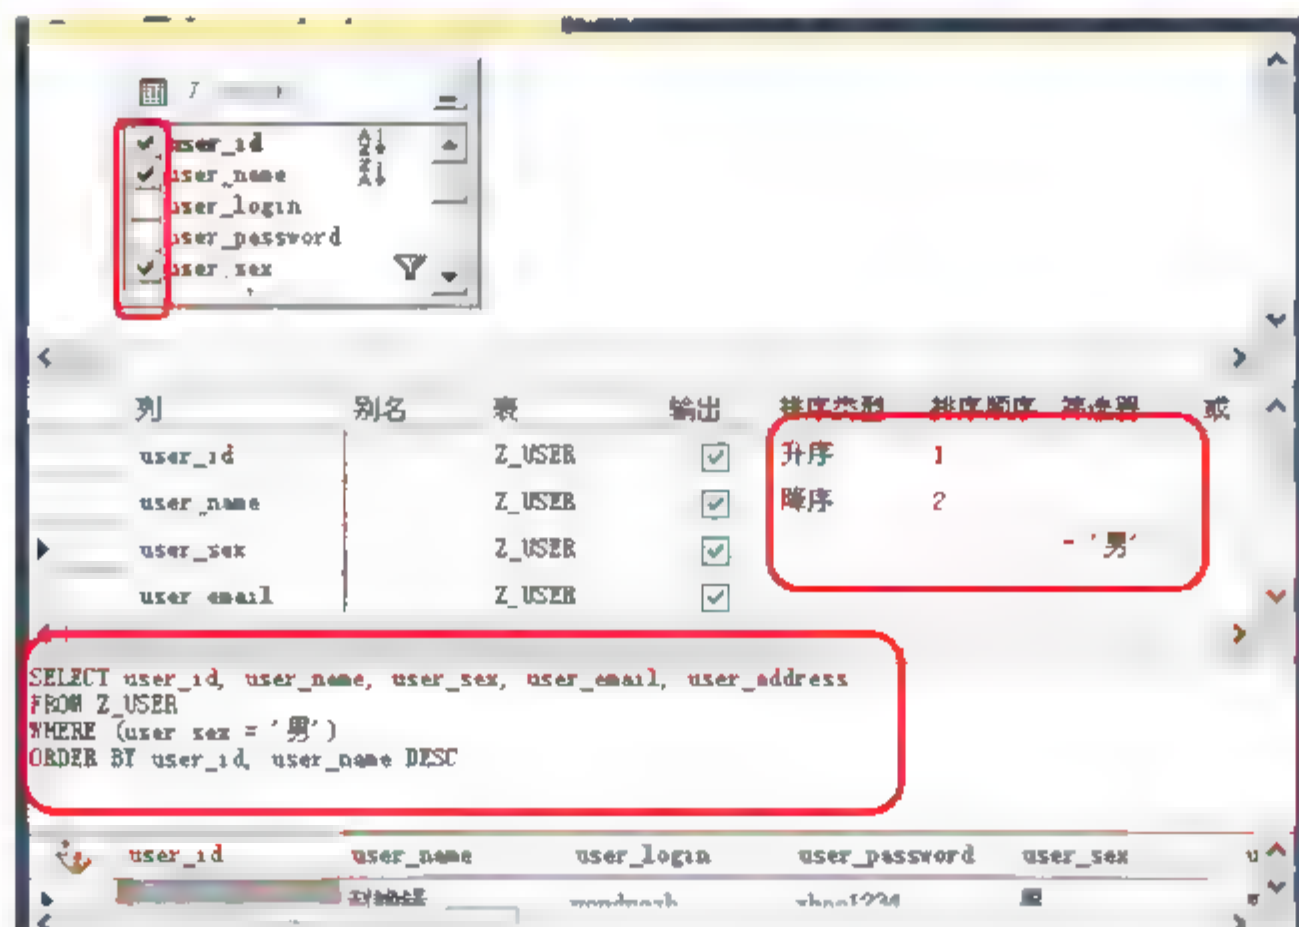 user_id
user_name
user_login
user_password
user_sex
列 别名 表 输出 排序类型 排序顺序 筛选器 或
user_id Z_USER 升序 1
user_name Z_USER 降序 2
user_sex Z_USER = '男'
user_email Z_USER
SELECT user_id, user_name, user_sex, user_email, user_address
FROM Z_USER
WHERE (user_sex = '男')
ORDER BY user_id, user_name DESC
user_id user_name user_login user_password user_sex u
男